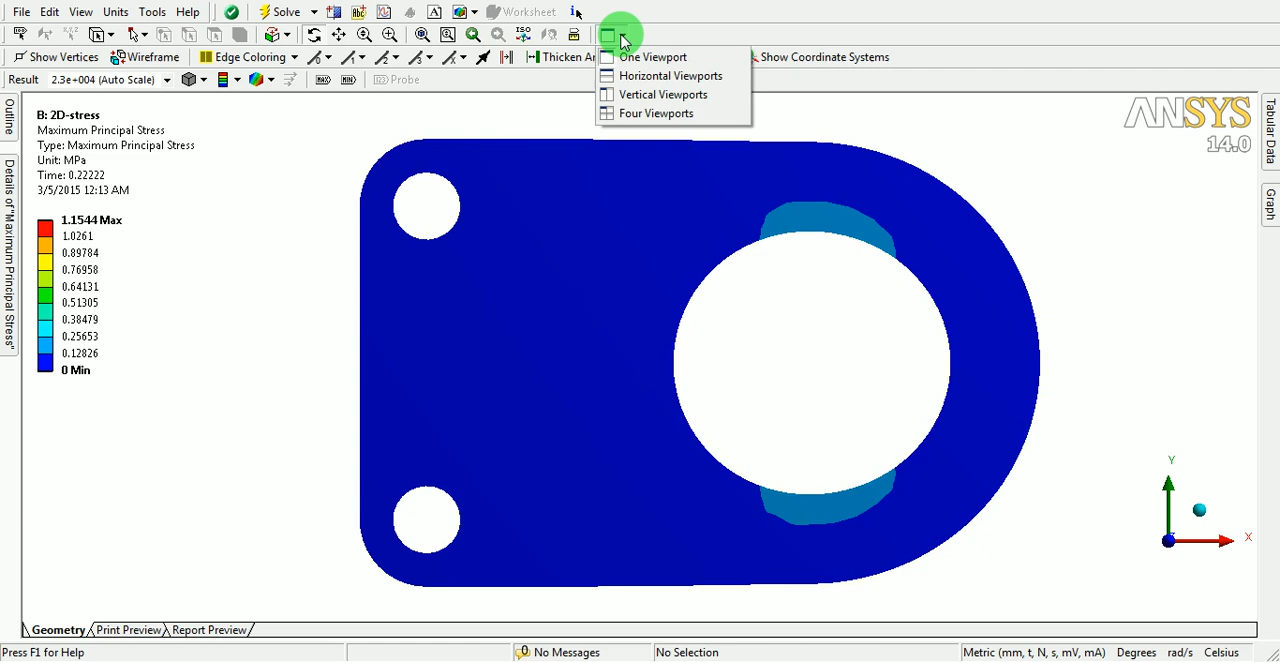 File Edit View Units Tools Help Solve Worksheet
Show Vertices Wireframe Edge Coloring Thicken Show Coordinate Systems
Result 2.3e+004 (Auto Scale) Probe
One Viewport
Horizontal Viewports
Vertical Viewports
Four Viewports
Outline
Details of "Maximum Principal Stress"
B: 2D-stress
Maximum Principal Stress
Type: Maximum Principal Stress
Unit: MPa
Time: 0.22222
3/5/2015 12:13 AM
1.1544 Max
1.0261
0.89784
0.76958
0.64131
0.51305
0.38479
0.25653
0.12826
0 Min
ANSYS
14.0
Tabular Data
Graph
Y
X
Geometry Print Preview Report Preview
Press F1 for Help No Messages No Selection Metric (mm, t, N, s, mV, mA) Degrees rad/s Celsius